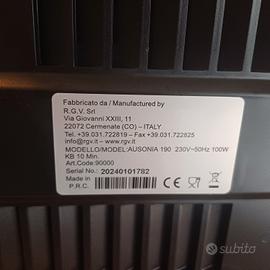 Fabbricato da / Manufactured by
R.G.V. Srl
Via Giovanni XXIII, 11
22072 Cermenate (CO) – ITALY
Tel. +39.031.722819 – Fax +39.031.722825
info@rgv.it – www.rgv.it
MODELLO/MODEL:AUSONIA 190 230V~50Hz 100W
KB 10 Min.
Art.Code:90000
Serial No.: 20240101782
Made in
P.R.C.
CE
subito